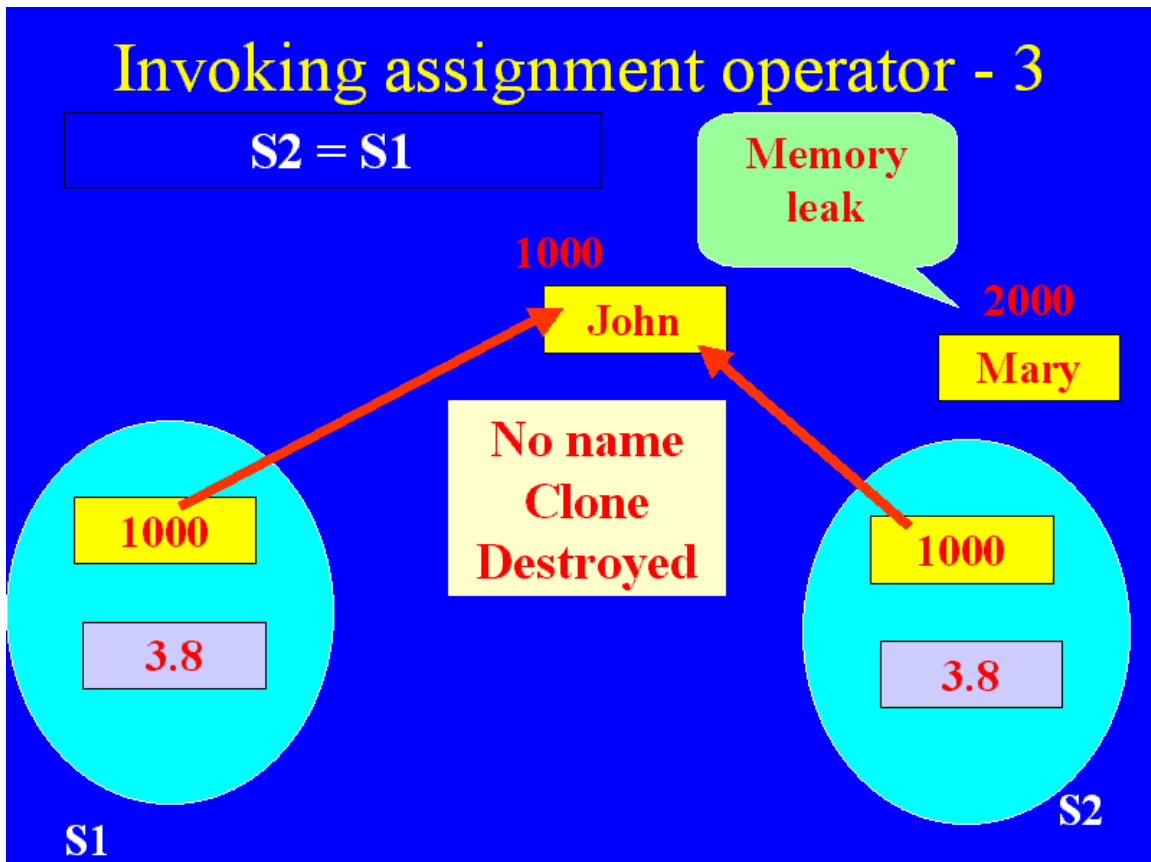 Invoking assignment operator - 3
S2 = S1
Memory
leak
1000
John
2000
Mary
No name
Clone
Destroyed
1000
3.8
S1
1000
3.8
S2